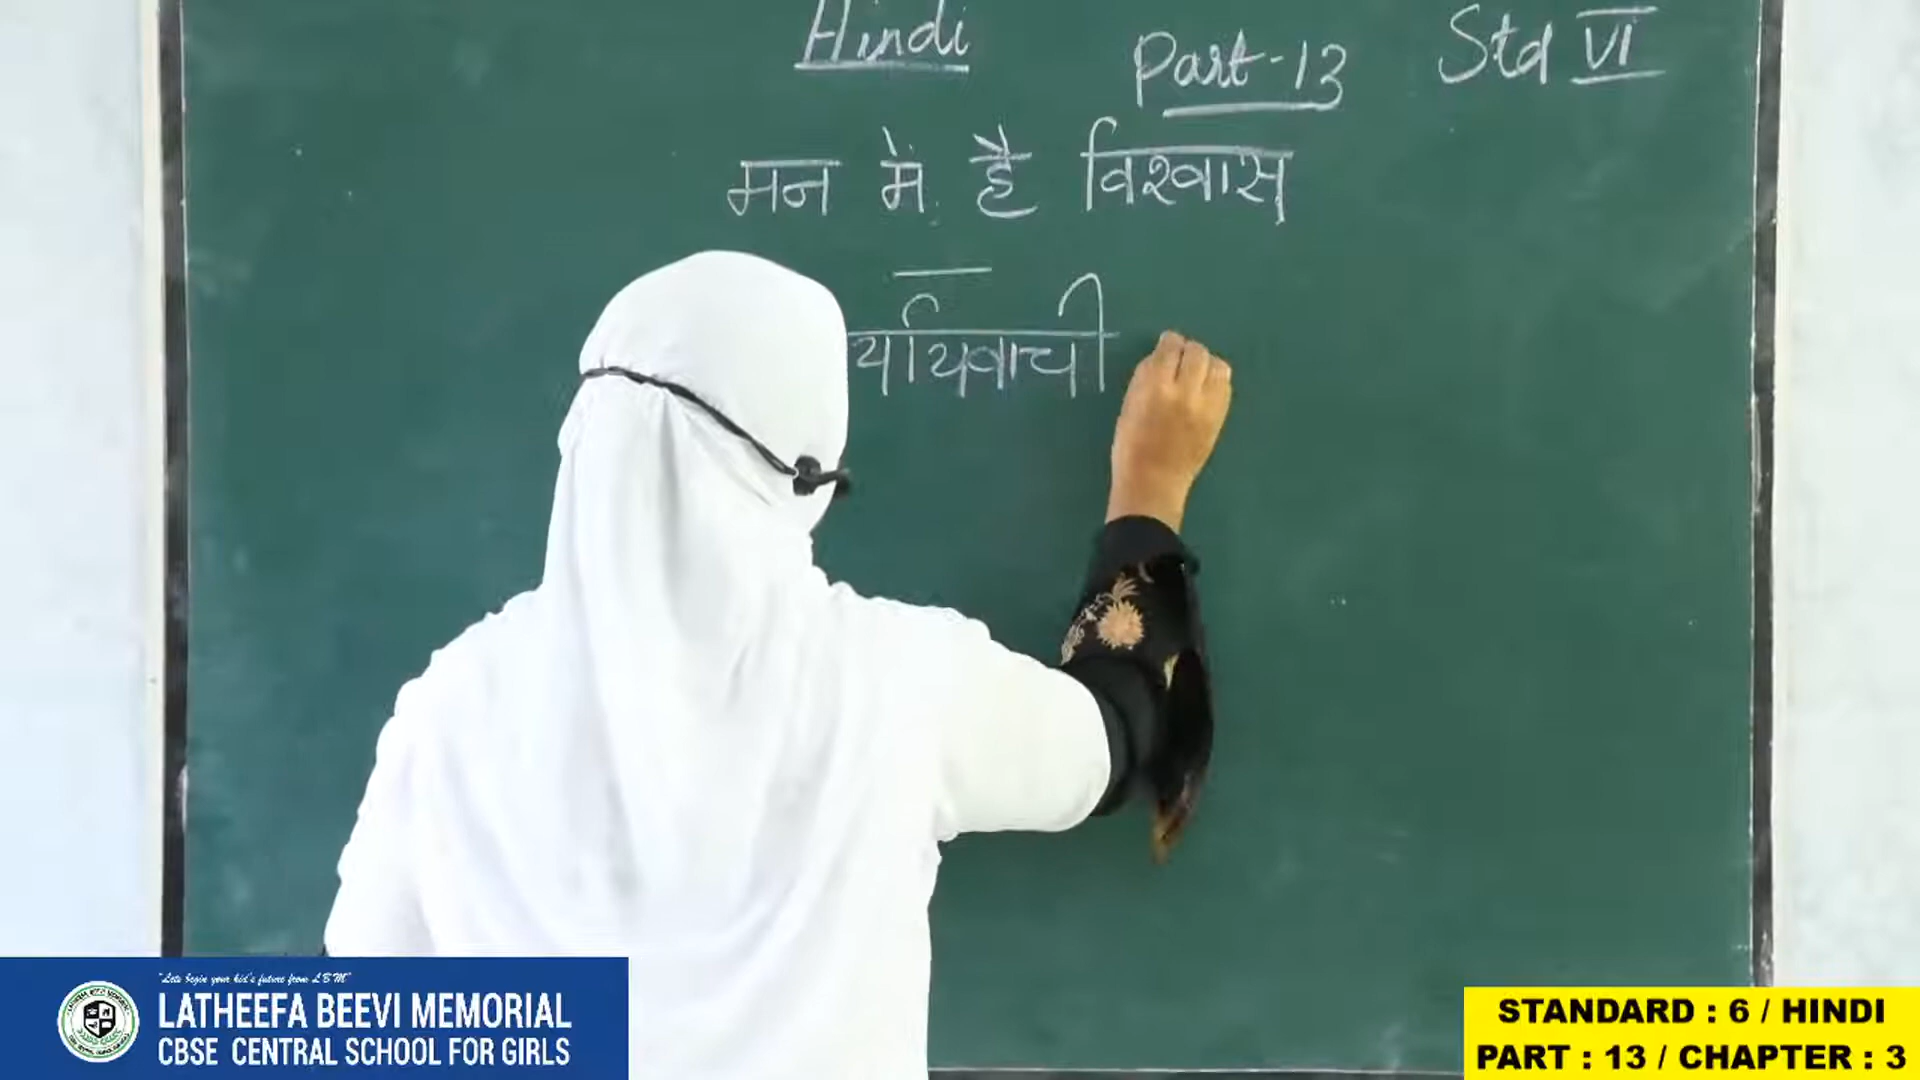 Hindi
Part-13
Std VI
मन में है विश्वास
"Lets begin your kid's future from LBM"
LATHEEFA BEEVI MEMORIAL
CBSE CENTRAL SCHOOL FOR GIRLS
STANDARD : 6 / HINDI
PART : 13 / CHAPTER : 3